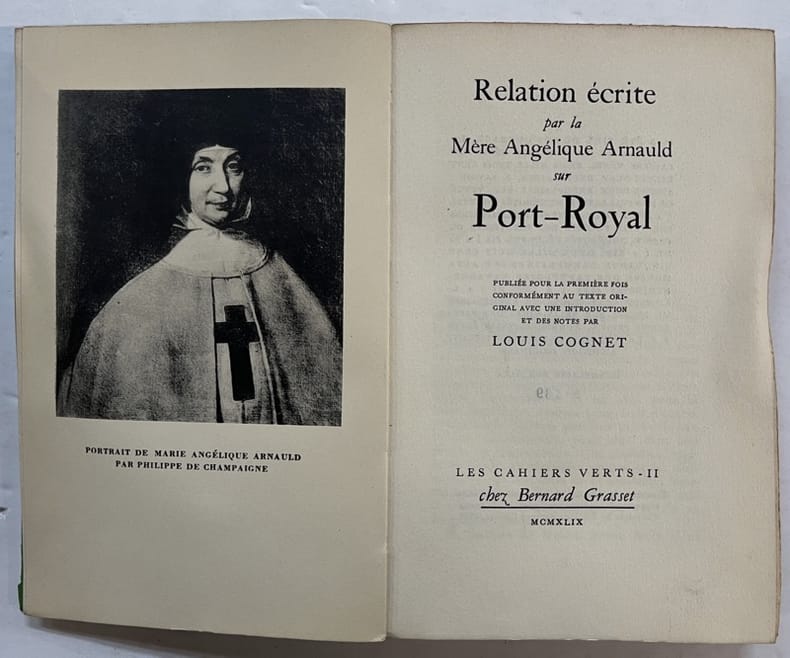 PORTRAIT DE MARIE ANGÉLIQUE ARNAULD
PAR PHILIPPE DE CHAMPAIGNE
Relation écrite
par la
Mère Angélique Arnauld
sur
Port-Royal
PUBLIÉE POUR LA PREMIÈRE FOIS
CONFORMÉMENT AU TEXTE ORI-
GINAL AVEC UNE INTRODUCTION
ET DES NOTES PAR
LOUIS COGNET
LES CAHIERS VERTS - II
chez Bernard Grasset
MCMXLIX